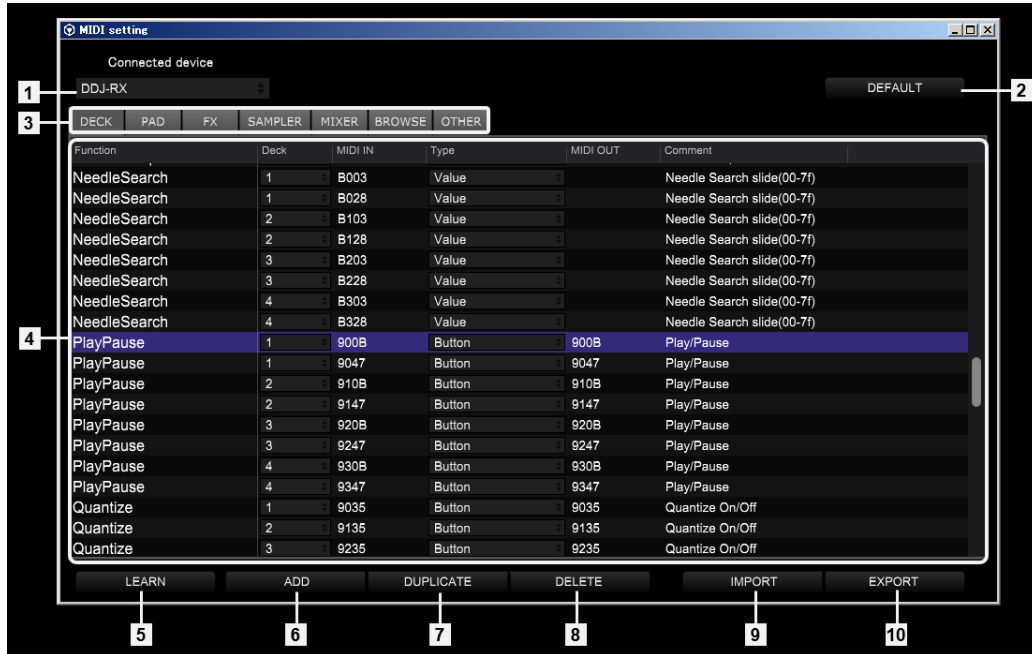 MIDI setting
Connected device
1 DDJ-RX DEFAULT 2
3 DECK PAD FX SAMPLER MIXER BROWSE OTHER
Function Deck MIDI IN Type MIDI OUT Comment
NeedleSearch 1 B003 Value Needle Search slide(00-7f)
NeedleSearch 1 B028 Value Needle Search slide(00-7f)
NeedleSearch 2 B103 Value Needle Search slide(00-7f)
NeedleSearch 2 B128 Value Needle Search slide(00-7f)
NeedleSearch 3 B203 Value Needle Search slide(00-7f)
NeedleSearch 3 B228 Value Needle Search slide(00-7f)
NeedleSearch 4 B303 Value Needle Search slide(00-7f)
NeedleSearch 4 B328 Value Needle Search slide(00-7f)
4 PlayPause 1 900B Button 900B Play/Pause
PlayPause 1 9047 Button 9047 Play/Pause
PlayPause 2 910B Button 910B Play/Pause
PlayPause 2 9147 Button 9147 Play/Pause
PlayPause 3 920B Button 920B Play/Pause
PlayPause 3 9247 Button 9247 Play/Pause
PlayPause 4 930B Button 930B Play/Pause
PlayPause 4 9347 Button 9347 Play/Pause
Quantize 1 9035 Button 9035 Quantize On/Off
Quantize 2 9135 Button 9135 Quantize On/Off
Quantize 3 9235 Button 9235 Quantize On/Off
LEARN ADD DUPLICATE DELETE IMPORT EXPORT
5 6 7 8 9 10